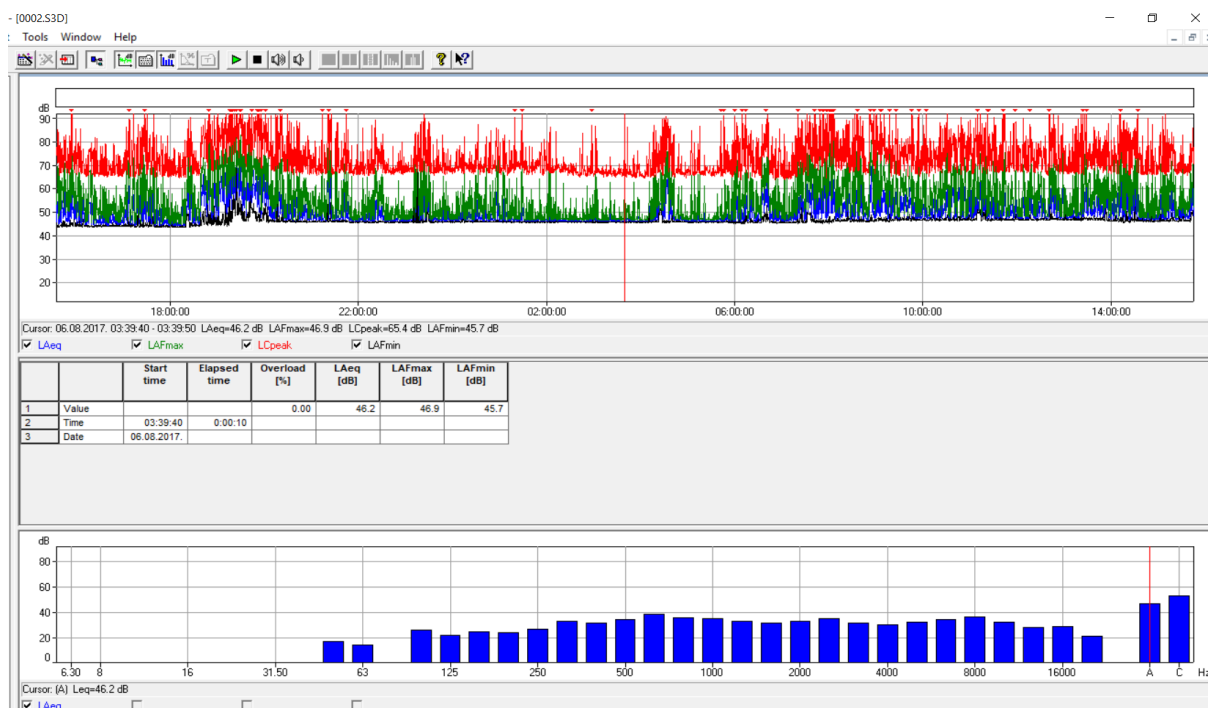 - [0002.S3D]
Tools Window Help
dB
90
80
70
60
50
40
30
20
18:00:00 22:00:00 02:00:00 06:00:00 10:00:00 14:00:00
Cursor: 06.08.2017. 03:39:40 - 03:39:50 LAeq=46.2 dB LAFmax=46.9 dB LCpeak=65.4 dB LAFmin=45.7 dB
LAeq LAFmax LCpeak LAFmin
Start time Elapsed time Overload [%] LAeq [dB] LAFmax [dB] LAFmin [dB]
1 Value 0.00 46.2 46.9 45.7
2 Time 03:39:40 0:00:10
3 Date 06.08.2017.
dB
80
60
40
20
0
6.30 8 16 31.50 63 125 250 500 1000 2000 4000 8000 16000 A C Hz
Cursor: (A) Leq=46.2 dB
LAeq